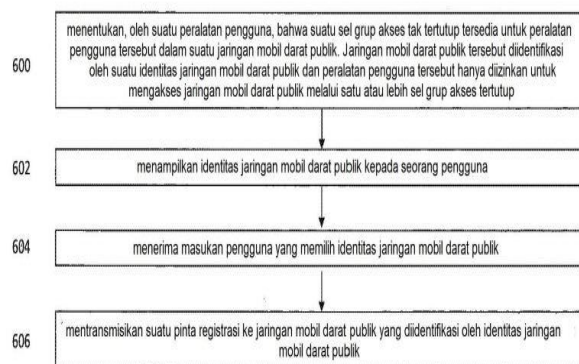 menentukan, oleh suatu peralatan pengguna, bahwa suatu sel grup akses tak tertutup tersedia untuk peralatan
pengguna tersebut dalam suatu jaringan mobil darat publik. Jaringan mobil darat publik tersebut diidentifikasi
oleh suatu identitas jaringan mobil darat publik dan peralatan pengguna tersebut hanya diizinkan untuk
mengakses jaringan mobil darat publik melalui satu atau lebih sel grup akses tertutup
600
602
menampilkan identitas jaringan mobil darat publik kepada seorang pengguna
604
menerima masukan pengguna yang memilih identitas jaringan mobil darat publik
606
mentransmisikan suatu pinta registrasi ke jaringan mobil darat publik yang diidentifikasi oleh identitas jaringan
mobil darat publik